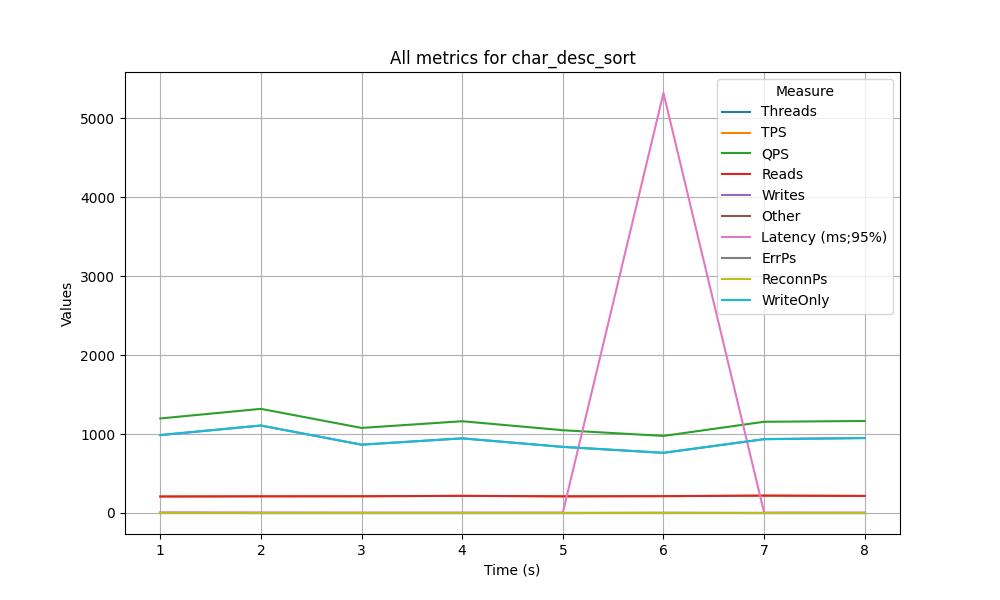 All metrics for char_desc_sort
Values
5000
4000
3000
2000
1000
0
1 2 3 4 5 6 7 8
Time (s)
Measure
Threads
TPS
QPS
Reads
Writes
Other
Latency (ms;95%)
ErrPs
ReconnPs
WriteOnly